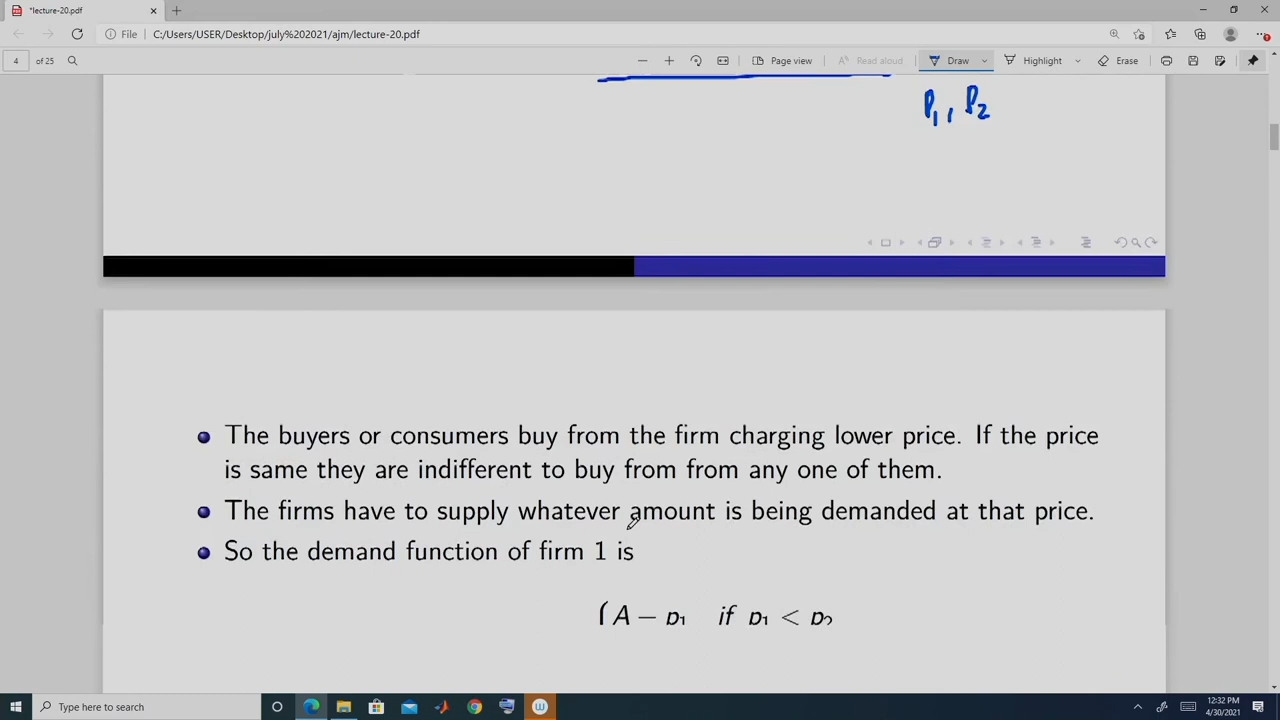 *lecture-20.pdf
File C:/Users/USER/Desktop/july%202021/ajm/lecture-20.pdf
4 of 25 Page view Read aloud Draw Highlight Erase
P1, P2
The buyers or consumers buy from the firm charging lower price. If the price
is same they are indifferent to buy from from any one of them.
The firms have to supply whatever amount is being demanded at that price.
So the demand function of firm 1 is
{ A − p₁ if p₁ < p₂
Type here to search
12:32 PM
4/30/2021